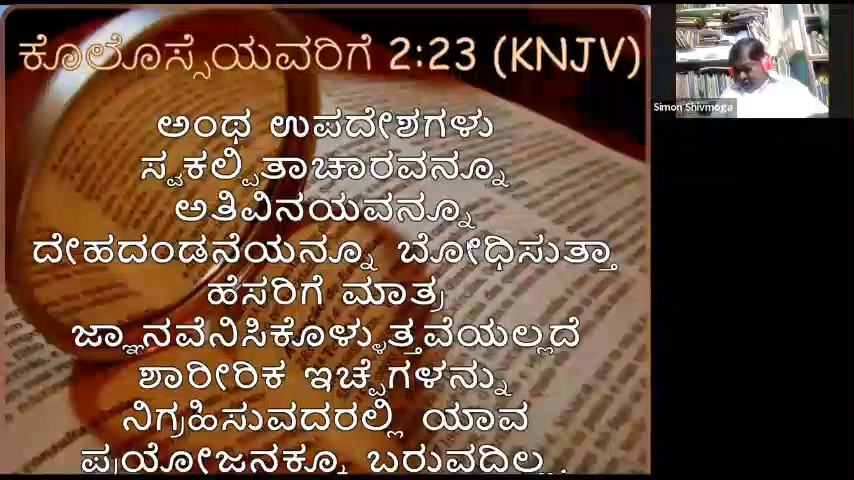 ಕೊಲೊಸ್ಸೆಯವರಿಗೆ 2:23 (KNJV)
ಅಂಥ ಉಪದೇಶಗಳು
ಸ್ವಕಲ್ಪಿತಾಚಾರವನ್ನೂ
ಅತಿವಿನಯವನ್ನೂ
ದೇಹದಂಡನೆಯನ್ನೂ ಬೋಧಿಸುತ್ತಾ
ಹೆಸರಿಗೆ ಮಾತ್ರ
ಜ್ಞಾನವೆನಿಸಿಕೊಳ್ಳುತ್ತವೆಯಲ್ಲದೆ
ಶಾರೀರಿಕ ಇಚ್ಛೆಗಳನ್ನು
ನಿಗ್ರಹಿಸುವದರಲ್ಲಿ ಯಾವ
ಪ್ರಯೋಜನಕ್ಕೂ ಬರುವದಿಲ್ಲ.
Simon Shivmoga